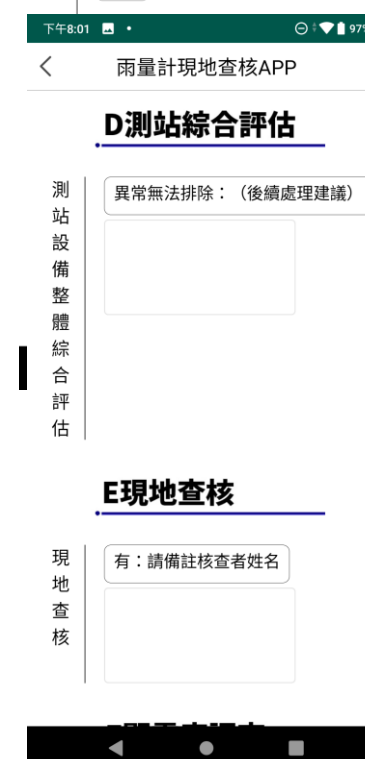 下午8:01
97%
雨量計現地查核APP
D測站綜合評估
測站設備整體綜合評估
異常無法排除：（後續處理建議）
E現地查核
現地查核
有：請備註核查者姓名